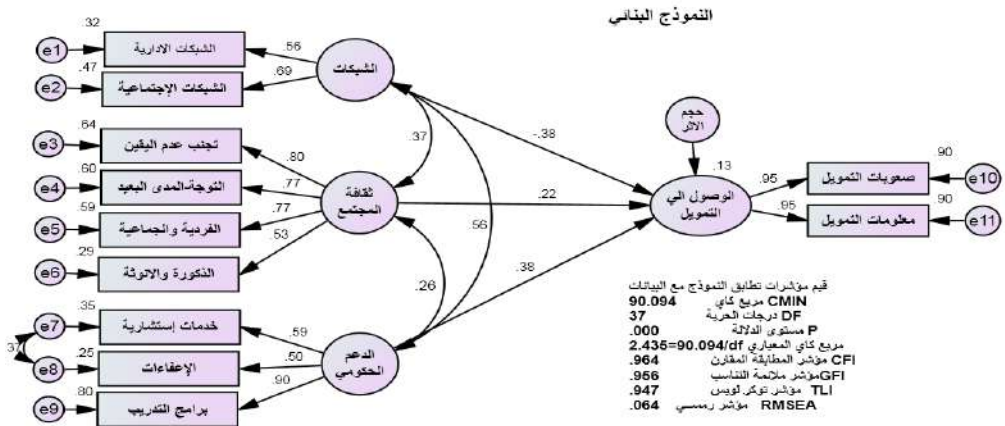 النموذج البنائي
.32
e1
الشبكات الادارية
.56
.47
e2
الشبكات الإجتماعية
.69
الشبكات
.64
e3
تجنب عدم اليقين
.80
.60
e4
التوجة-المدى البعيد
.77
.59
e5
الفردية والجماعية
.77
.29
e6
الذكورة والانوثة
.53
ثقافة
المجتمع
.35
e7
خدمات إستشارية
.59
.37
.25
e8
الإعفاءات
.50
.80
e9
برامج التدريب
.90
الدعم
الحكومي
.37
.56
.26
-.38
.22
.38
حجم
الاثر
.13
الوصول الي
التمويل
.95
صعوبات التمويل
90
e10
.95
معلومات التمويل
90
e11
قيم مؤشرات تطابق النموذج مع البيانات
CMIN مربع كاي 90.094
DF درجات الحرية 37
P مستوى الدلالة .000
مربع كاي المعياري 2.435=90.094/df
CFI مؤشر المطابقة المقارن .964
GFI مؤشر ملائمة التناسب .956
TLI مؤشر توكر لويس .947
RMSEA مؤشر رمسي .064